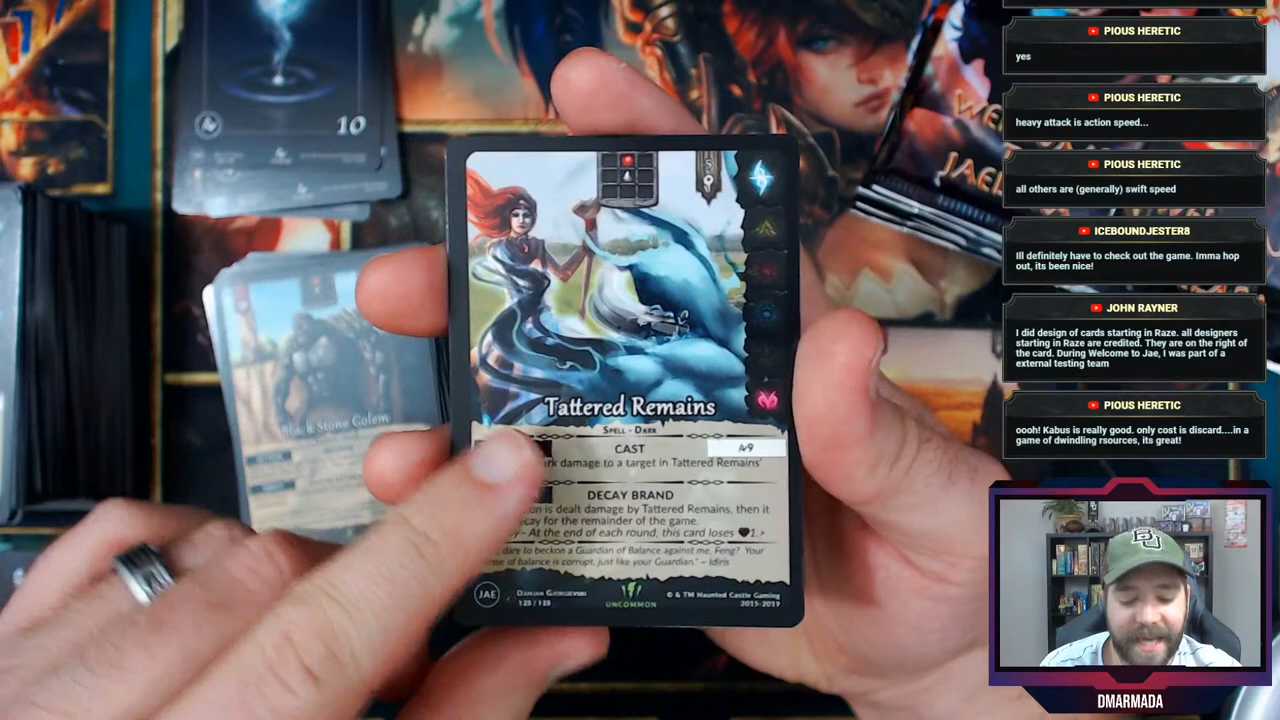 10
Black Stone Golem
5
Tattered Remains
SPELL - DARK
CAST
9
damage to a target in Tattered Remains'
DECAY BRAND
is dealt damage by Tattered Remains, then it
for the remainder of the game.
- At the end of each round, this card loses 1.>
dare to beckon a Guardian of Balance against me, Feng? Your
of balance is corrupt, just like your Guardian." – Idiris
JAE
125 / 125
UNCOMMON
© & TM Haunted Castle Gaming
2015-2019
PIOUS HERETIC
yes
PIOUS HERETIC
heavy attack is action speed...
PIOUS HERETIC
all others are (generally) swift speed
ICEBOUNDJESTER8
Ill definitely have to check out the game. Imma hop
out, its been nice!
JOHN RAYNER
I did design of cards starting in Raze. all designers
starting in Raze are credited. They are on the right of
the card. During Welcome to Jae, I was part of a
external testing team
PIOUS HERETIC
oooh! Kabus is really good. only cost is discard....in a
game of dwindling rsources, its great!
BU
DMARMADA